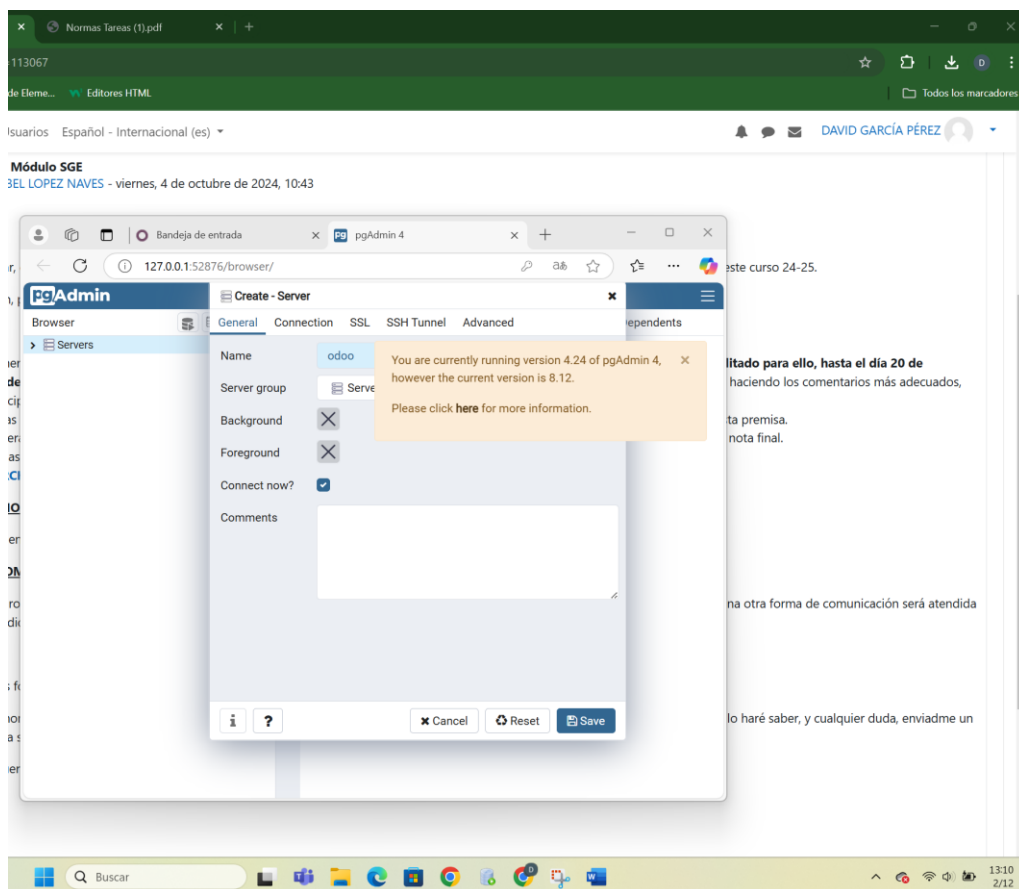 Normas Tareas (1).pdf
113067
de Eleme... Editores HTML
Todos los marcadores
Español - Internacional (es)
DAVID GARCÍA PÉREZ
Módulo SGE
BEL LOPEZ NAVES - viernes, 4 de octubre de 2024, 10:43
Bandeja de entrada
pgAdmin 4
127.0.0.1:52876/browser/
este curso 24-25.
pgAdmin
Create - Server
Browser
General Connection SSL SSH Tunnel Advanced
ependents
Servers
Name odoo
You are currently running version 4.24 of pgAdmin 4,
however the current version is 8.12.
Please click here for more information.
litado para ello, hasta el día 20 de
haciendo los comentarios más adecuados,
ta premisa.
nota final.
Server group Serve
Background
Foreground
Connect now?
Comments
na otra forma de comunicación será atendida
i ? Cancel Reset Save
lo haré saber, y cualquier duda, enviadme un
Buscar
13:10
2/12